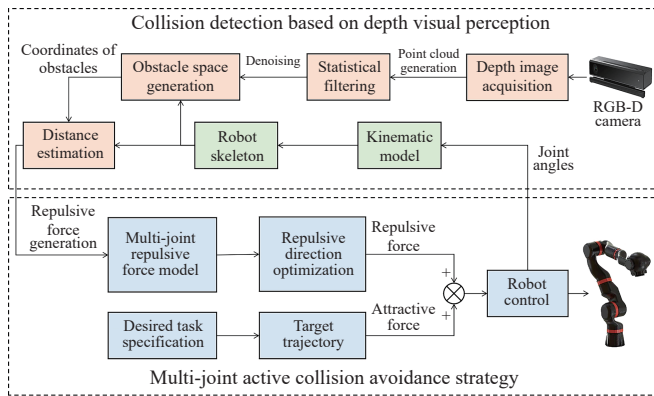 Collision detection based on depth visual perception
Coordinates of
obstacles
Obstacle space
generation
Denoising
Statistical
filtering
Point cloud
generation
Depth image
acquisition
RGB-D
camera
Distance
estimation
Robot
skeleton
Kinematic
model
Joint
angles
Repulsive
force
generation
Multi-joint
repulsive
force model
Repulsive
direction
optimization
Repulsive
force
+
Robot
control
Desired task
specification
Target
trajectory
Attractive
force
+
Multi-joint active collision avoidance strategy